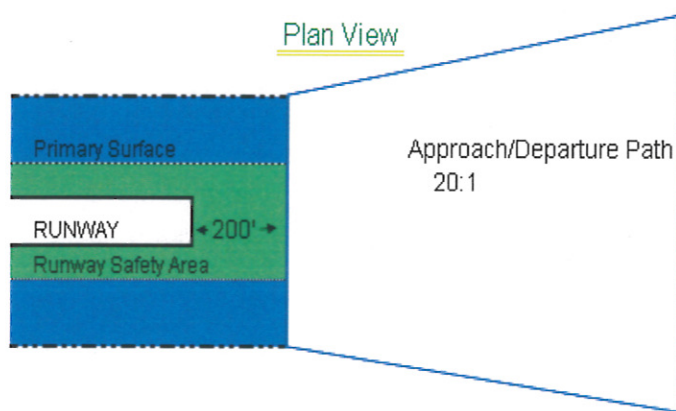 Plan View
Primary Surface
Approach/Departure Path
20:1
RUNWAY
200'
Runway Safety Area